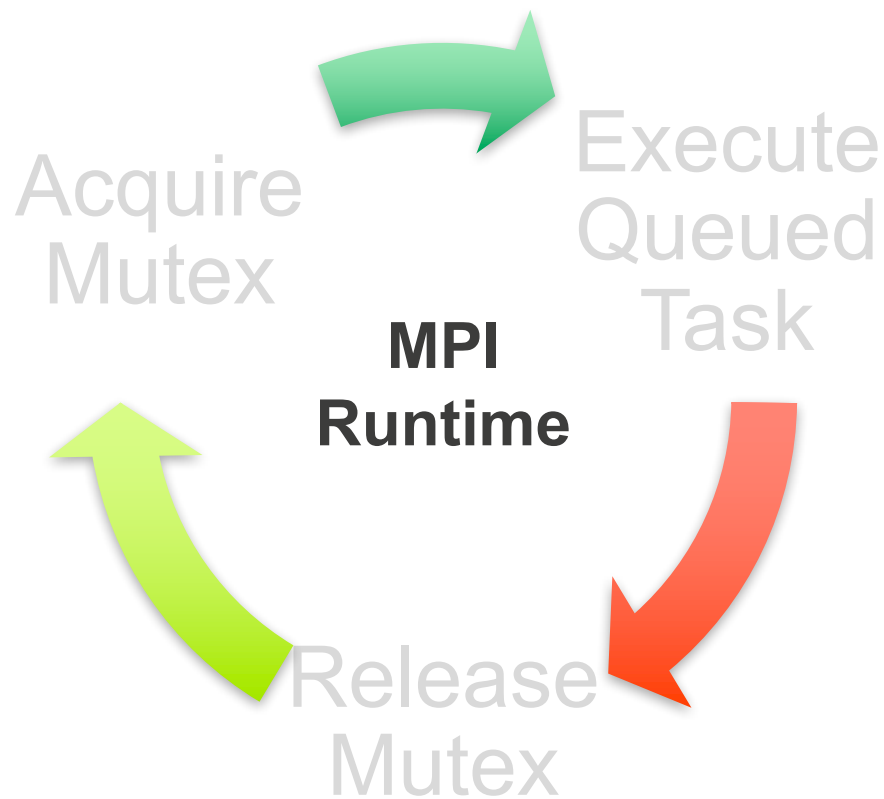 Acquire
Mutex
Execute
Queued
Task
MPI
Runtime
Release
Mutex